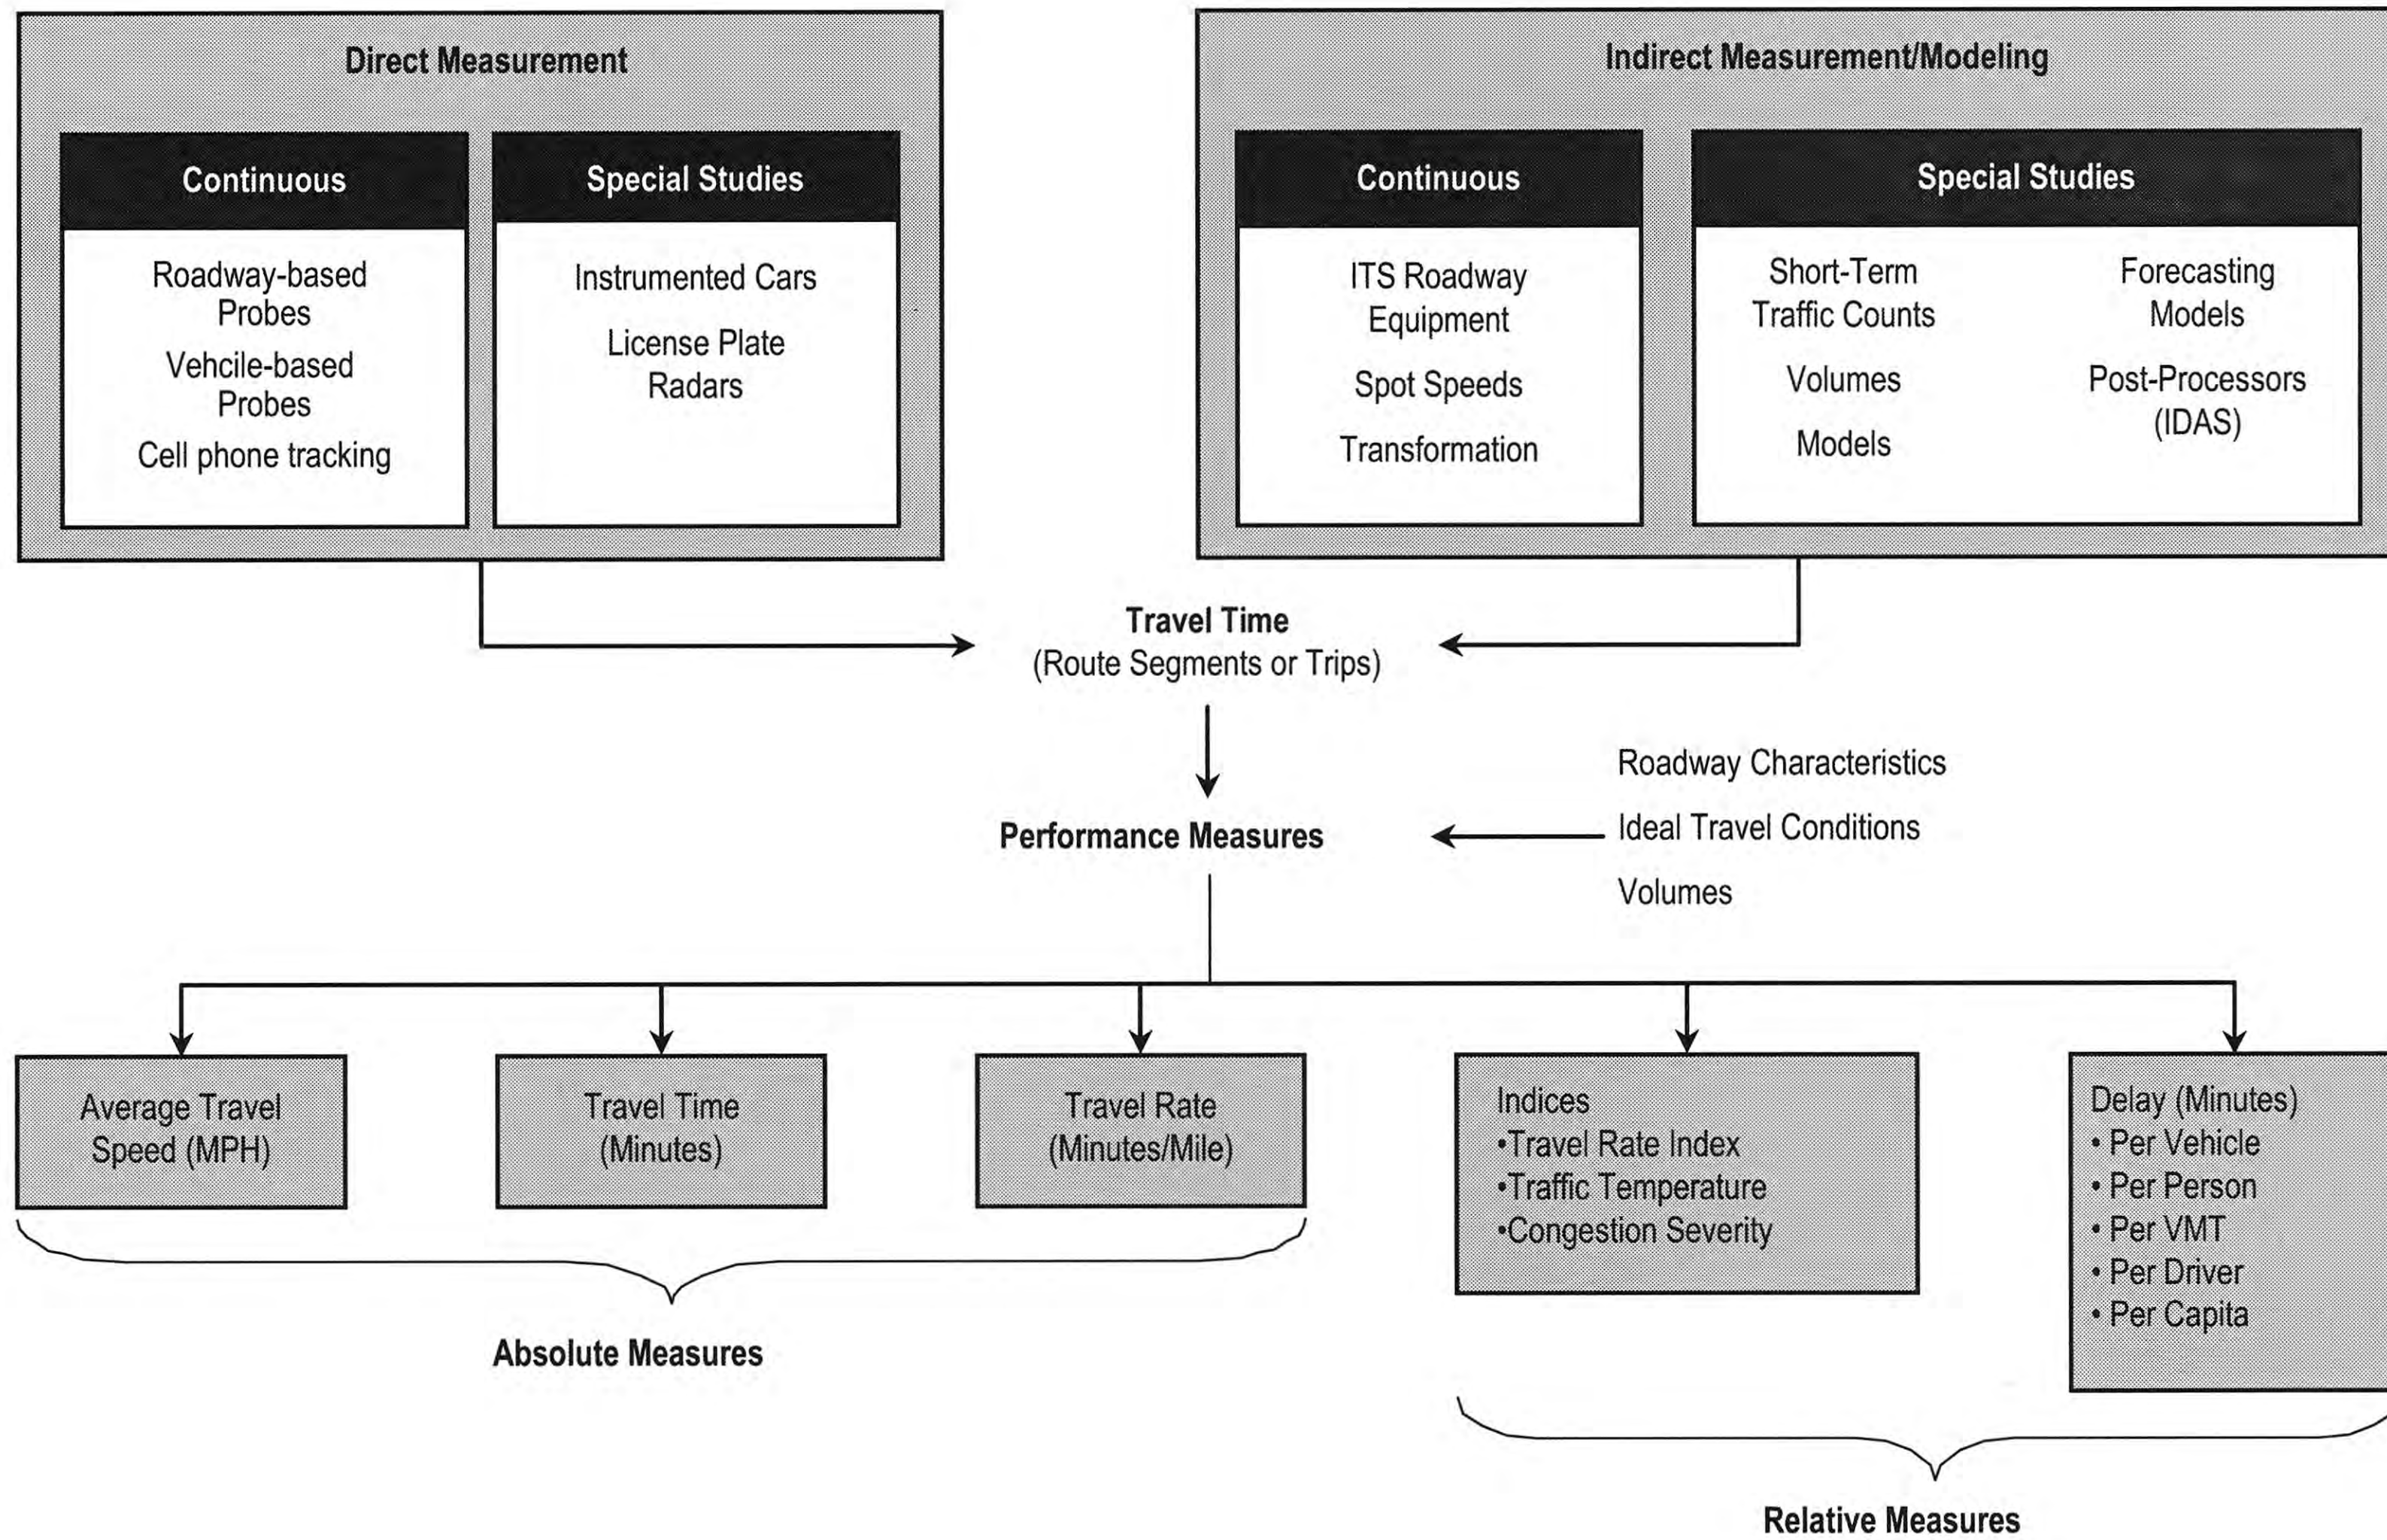 Direct Measurement
Continuous
Roadway-based
Probes
Vehcile-based
Probes
Cell phone tracking
Special Studies
Instrumented Cars
License Plate
Radars
Indirect Measurement/Modeling
Continuous
ITS Roadway
Equipment
Spot Speeds
Transformation
Special Studies
Short-Term
Traffic Counts
Volumes
Models
Forecasting
Models
Post-Processors
(IDAS)
Travel Time
(Route Segments or Trips)
Performance Measures
Roadway Characteristics
Ideal Travel Conditions
Volumes
Average Travel
Speed (MPH)
Travel Time
(Minutes)
Travel Rate
(Minutes/Mile)
Indices
•Travel Rate Index
•Traffic Temperature
•Congestion Severity
Delay (Minutes)
• Per Vehicle
• Per Person
• Per VMT
• Per Driver
• Per Capita
Absolute Measures
Relative Measures